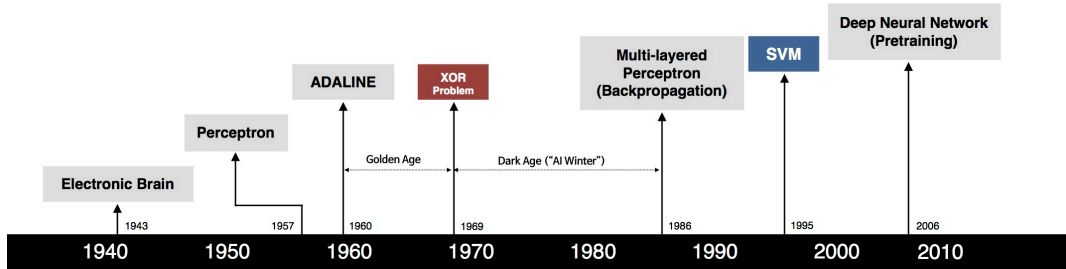 Deep Neural Network
(Pretraining)
Multi-layered
Perceptron
(Backpropagation)
SVM
ADALINE
XOR
Problem
Perceptron
Golden Age
Dark Age (“AI Winter”)
Electronic Brain
1943
1957
1960
1969
1986
1995
2006
1940
1950
1960
1970
1980
1990
2000
2010